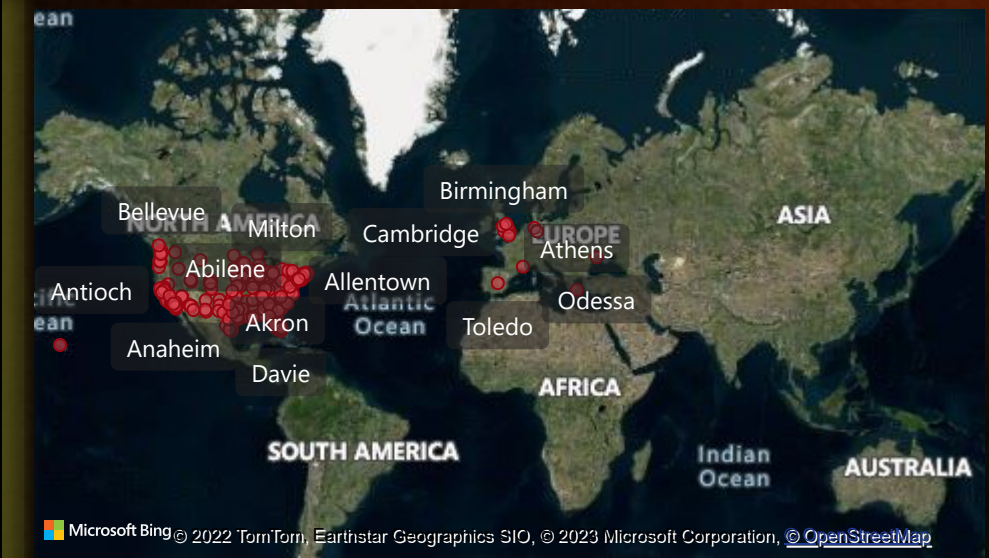 ean
Birmingham
Bellevue
NORTH AMERICA
ASIA
Milton
Cambridge
EUROPE
Athens
Abilene
Allentown
Antioch
Odessa
ean
Atlantic
Ocean
Akron
Toledo
Anaheim
Davie
AFRICA
SOUTH AMERICA
Indian
Ocean
AUSTRALIA
Microsoft Bing
© 2022 TomTom, Earthstar Geographics SIO, © 2023 Microsoft Corporation, © OpenStreetMap